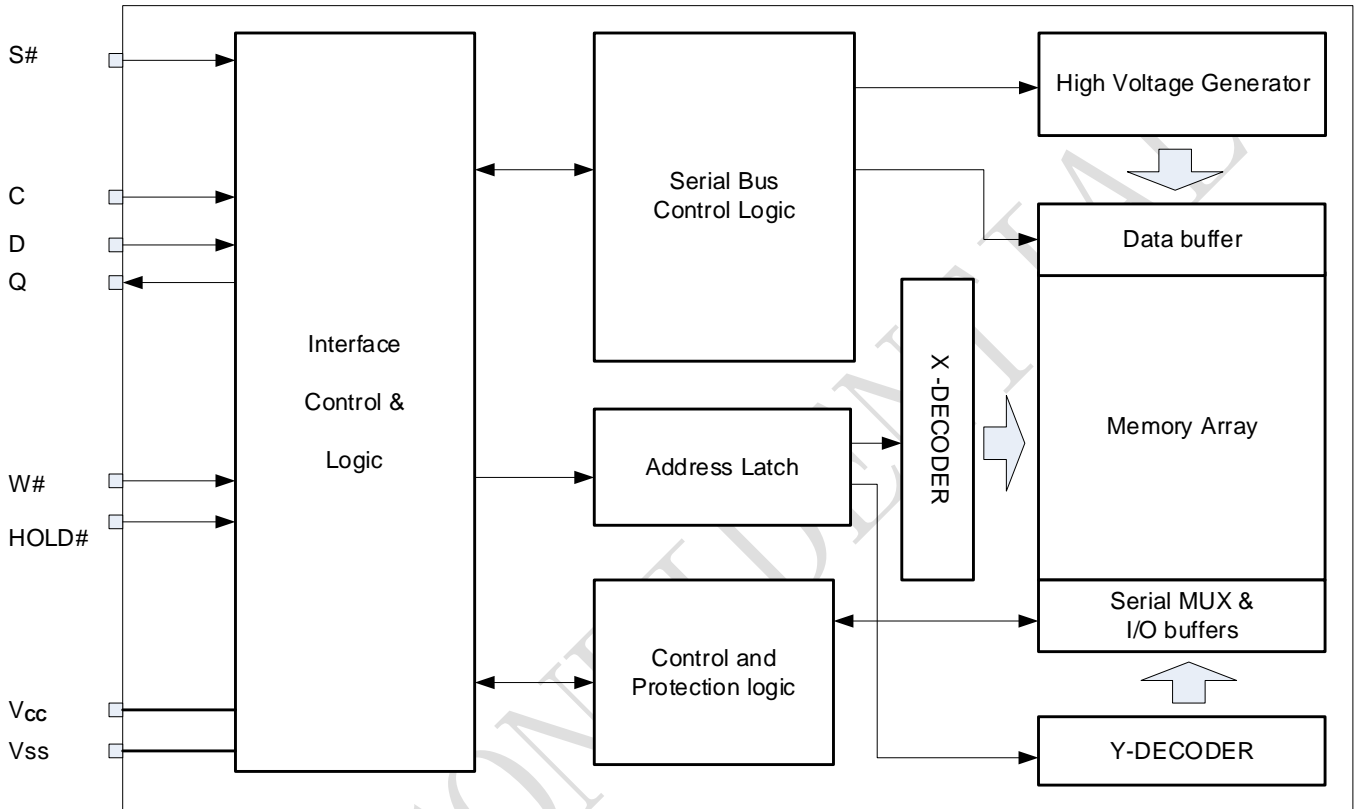 S#
C
D
Q
W#
HOLD#
Vcc
Vss
Interface
Control &
Logic
Serial Bus
Control Logic
Address Latch
Control and
Protection logic
X -DECODER
High Voltage Generator
Data buffer
Memory Array
Serial MUX &
I/O buffers
Y-DECODER